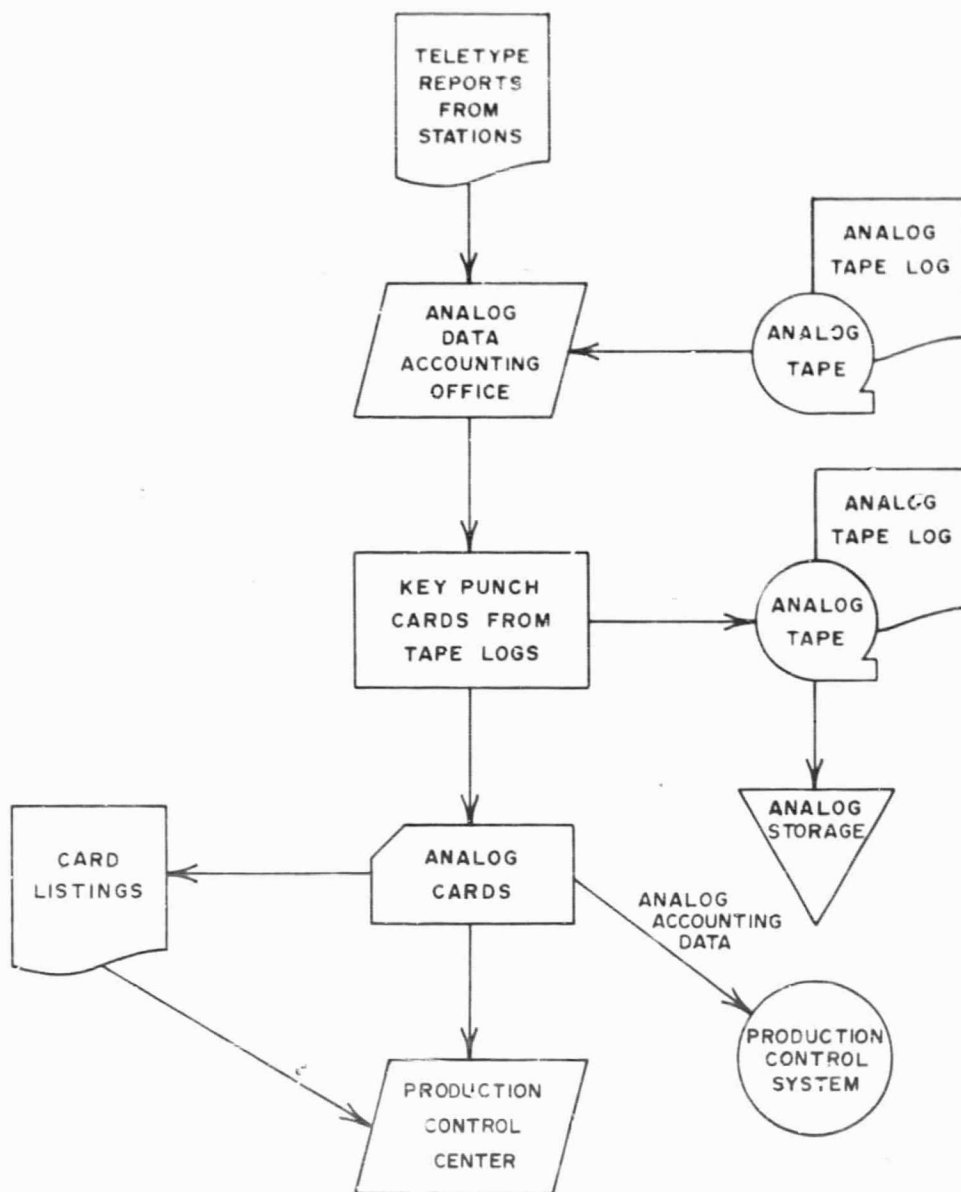 TELETYPE
REPORTS
FROM
STATIONS
ANALOG
TAPE LOG
ANALOG
DATA
ACCOUNTING
OFFICE
ANALOG
TAPE
ANALOG
TAPE LOG
KEY PUNCH
CARDS FROM
TAPE LOGS
ANALOG
TAPE
ANALOG
STORAGE
CARD
LISTINGS
ANALOG
CARDS
ANALOG
ACCOUNTING
DATA
PRODUCTION
CONTROL
SYSTEM
PRODUCTION
CONTROL
CENTER